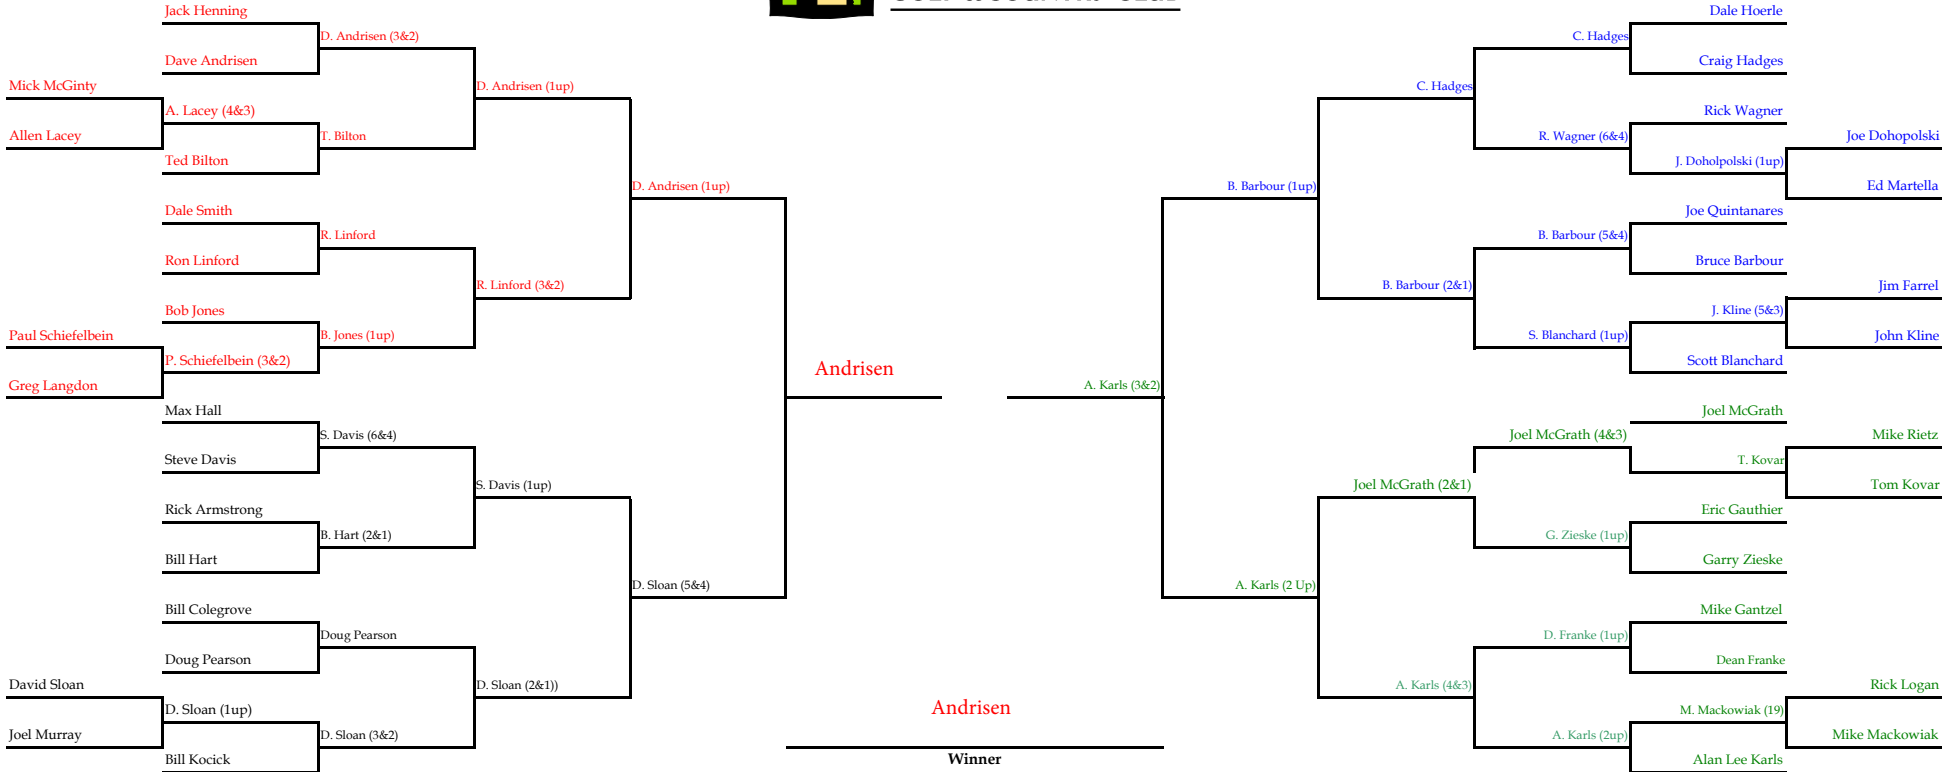 Jack Henning
D. Andrisen (3&2)
Dave Andrisen
Mick McGinty
D. Andrisen (1up)
A. Lacey (4&3)
Allen Lacey
T. Bilton
Ted Bilton
D. Andrisen (1up)
Dale Smith
R. Linford
Ron Linford
R. Linford (3&2)
Bob Jones
Paul Schiefelbein
B. Jones (1up)
P. Schiefelbein (3&2)
Greg Langdon
Andrisen
Max Hall
S. Davis (6&4)
Steve Davis
S. Davis (1up)
Rick Armstrong
B. Hart (2&1)
Bill Hart
D. Sloan (5&4)
Bill Colegrove
Doug Pearson
Doug Pearson
David Sloan
D. Sloan (2&1))
D. Sloan (1up)
Joel Murray
D. Sloan (3&2)
Bill Kocick
Andrisen
Winner
Dale Hoerle
C. Hadges
Craig Hadges
C. Hadges
Rick Wagner
R. Wagner (6&4)
Joe Dohopolski
J. Doholpolski (1up)
Ed Martella
B. Barbour (1up)
Joe Quintanares
B. Barbour (5&4)
Bruce Barbour
B. Barbour (2&1)
Jim Farrel
J. Kline (5&3)
S. Blanchard (1up)
John Kline
Scott Blanchard
A. Karls (3&2)
Joel McGrath
Joel McGrath (4&3)
Mike Rietz
T. Kovar
Joel McGrath (2&1)
Tom Kovar
Eric Gauthier
G. Zieske (1up)
Garry Zieske
A. Karls (2 Up)
Mike Gantzel
D. Franke (1up)
Dean Franke
A. Karls (4&3)
Rick Logan
M. Mackowiak (19)
A. Karls (2up)
Mike Mackowiak
Alan Lee Karls